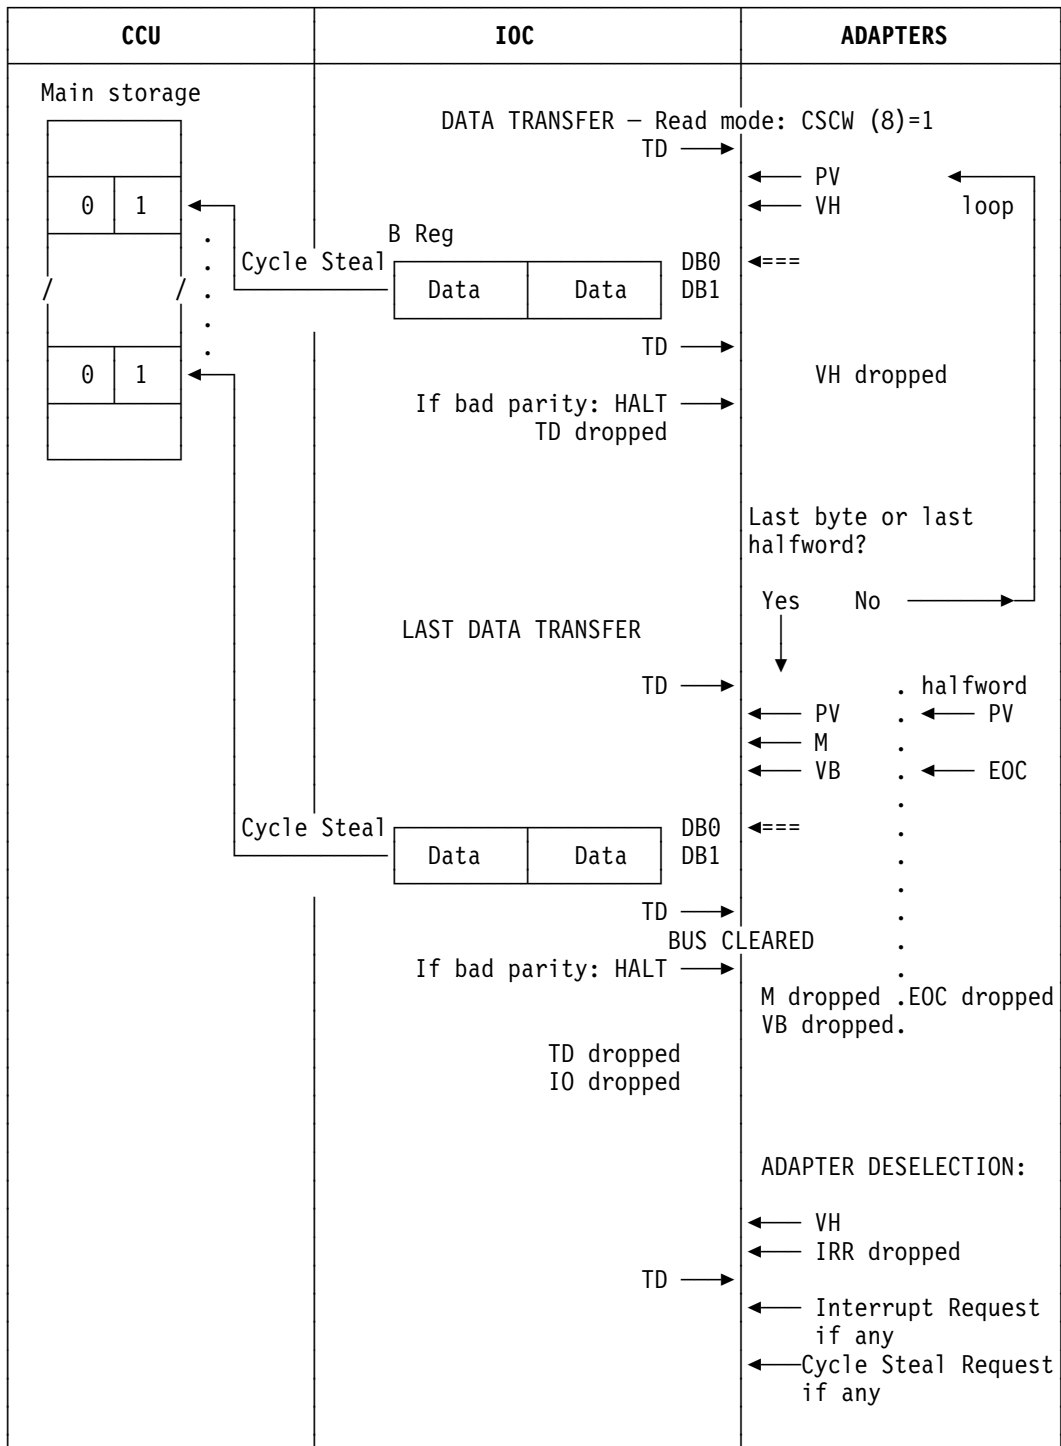 CCU IOC ADAPTERS
Main storage
DATA TRANSFER — Read mode: CSCW (8)=1
TD
PV
0 1 VH loop
B Reg
Cycle Steal DB0 ===
/ / Data Data DB1
TD
0 1 VH dropped
If bad parity: HALT
TD dropped
Last byte or last
halfword?
Yes No
LAST DATA TRANSFER
TD . halfword
PV . PV
M .
VB . EOC
.
Cycle Steal DB0 === .
Data Data DB1 .
.
TD .
BUS CLEARED .
If bad parity: HALT .
M dropped .EOC dropped
VB dropped.
TD dropped
IO dropped
ADAPTER DESELECTION:
VH
IRR dropped
TD
Interrupt Request
if any
Cycle Steal Request
if any